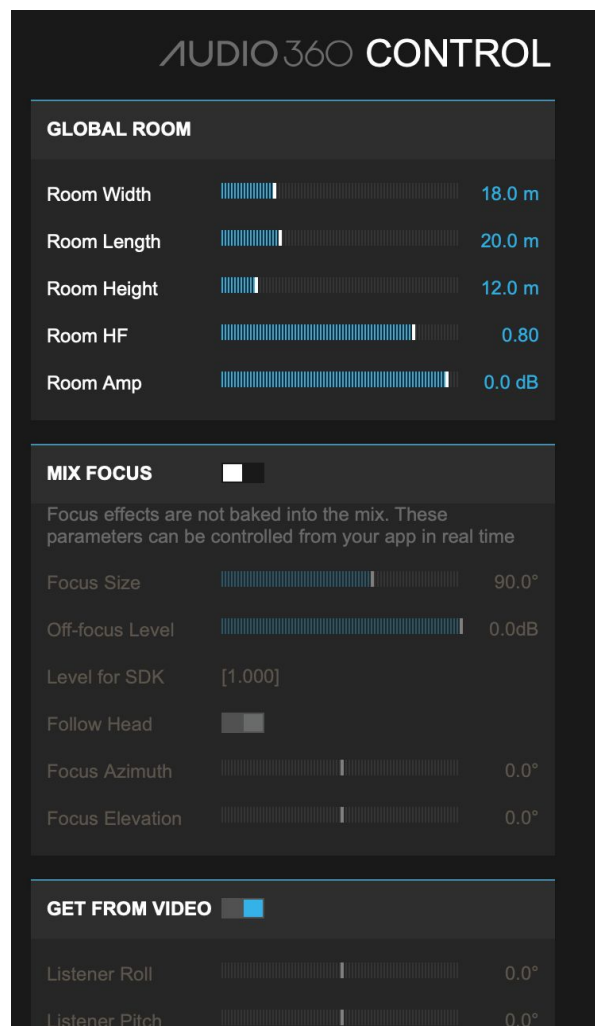 AUDIO360 CONTROL
GLOBAL ROOM
Room Width 18.0 m
Room Length 20.0 m
Room Height 12.0 m
Room HF 0.80
Room Amp 0.0 dB
MIX FOCUS
Focus effects are not baked into the mix. These
parameters can be controlled from your app in real time
Focus Size 90.0°
Off-focus Level 0.0dB
Level for SDK [1.000]
Follow Head
Focus Azimuth 0.0°
Focus Elevation 0.0°
GET FROM VIDEO
Listener Roll 0.0°
Listener Pitch 0.0°